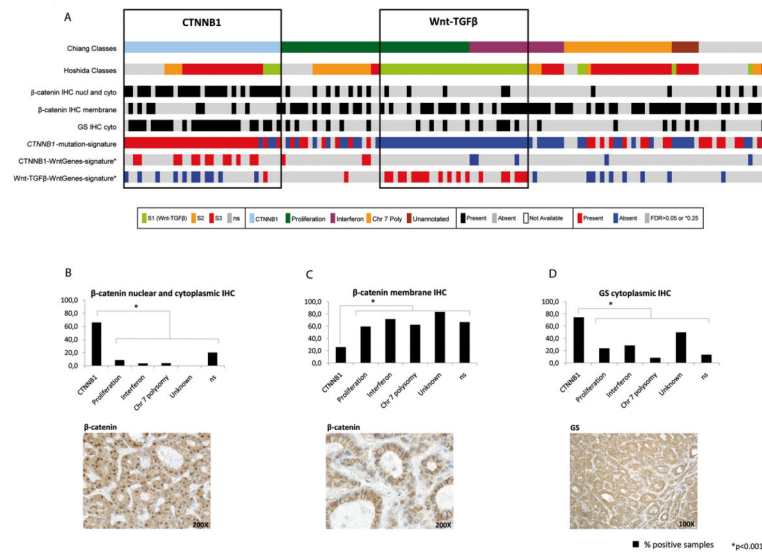 A
CTNNB1
Wnt-TGFβ
Chiang Classes
Hoshida Classes
β-catenin IHC nucl and cyto
β-catenin IHC membrane
GS IHC cyto
CTNNB1-mutation-signature
CTNNB1-WntGenes-signature*
Wnt-TGFβ-WntGenes-signature*
S1 (Wnt-TGFβ) S2 S3 ns
CTNNB1 Proliferation Interferon Chr 7 Poly Unannotated
Present Absent Not Available
Present Absent FDR>0.05 or *0.25
B
β-catenin nuclear and cytoplasmic IHC
*
100,0
80,0
60,0
40,0
20,0
0,0
CTNNB1 Proliferation Interferon Chr 7 polysomy Unknown ns
C
β-catenin membrane IHC
*
100,0
80,0
60,0
40,0
20,0
0,0
CTNNB1 Proliferation Interferon Chr 7 polysomy Unknown ns
D
GS cytoplasmic IHC
*
100,0
80,0
60,0
40,0
20,0
0,0
CTNNB1 Proliferation Interferon Chr 7 polysomy Unknown ns
β-catenin
200X
β-catenin
200X
GS
100X
% positive samples *p<0.001